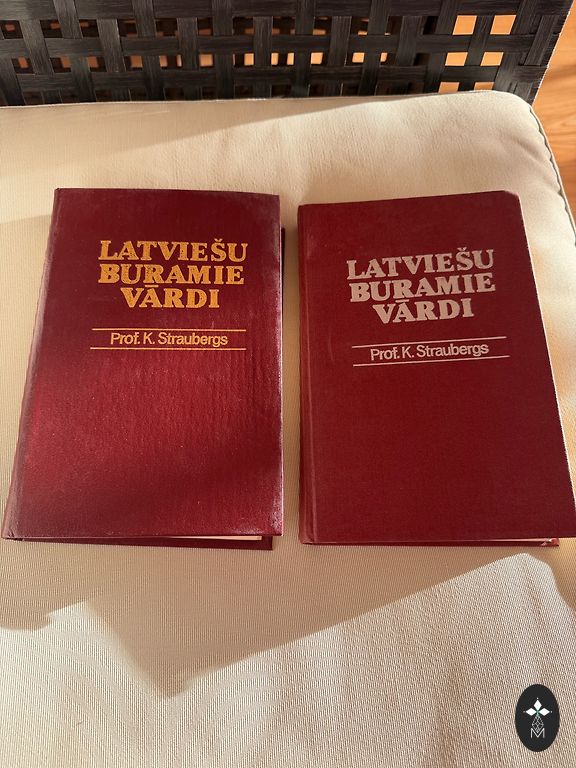 LATVIEŠU
BURAMIE
VĀRDI
Prof. K. Straubergs
LATVIEŠU
BURAMIE
VĀRDI
Prof. K. Straubergs
M